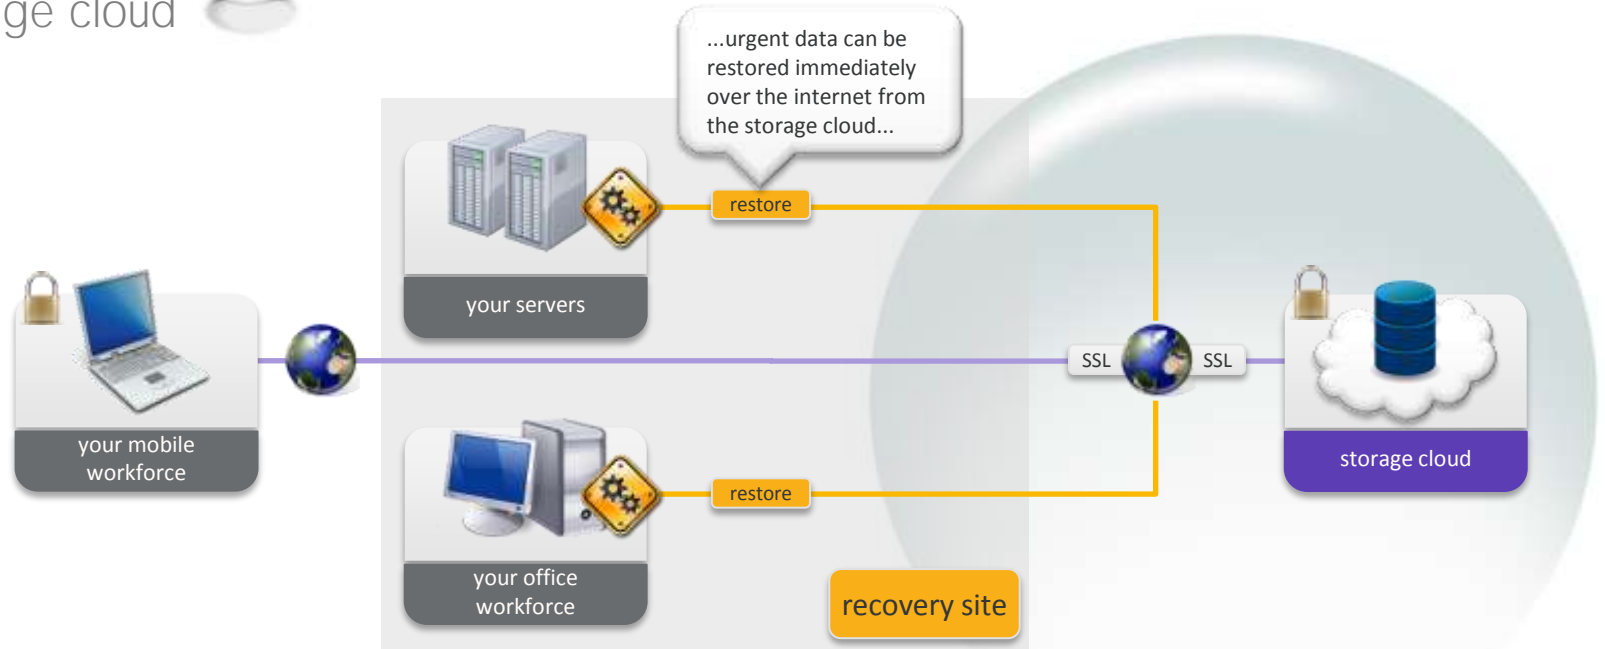 ge cloud
...urgent data can be
restored immediately
over the internet from
the storage cloud...
restore
your servers
SSL
SSL
your mobile
workforce
storage cloud
restore
your office
workforce
recovery site